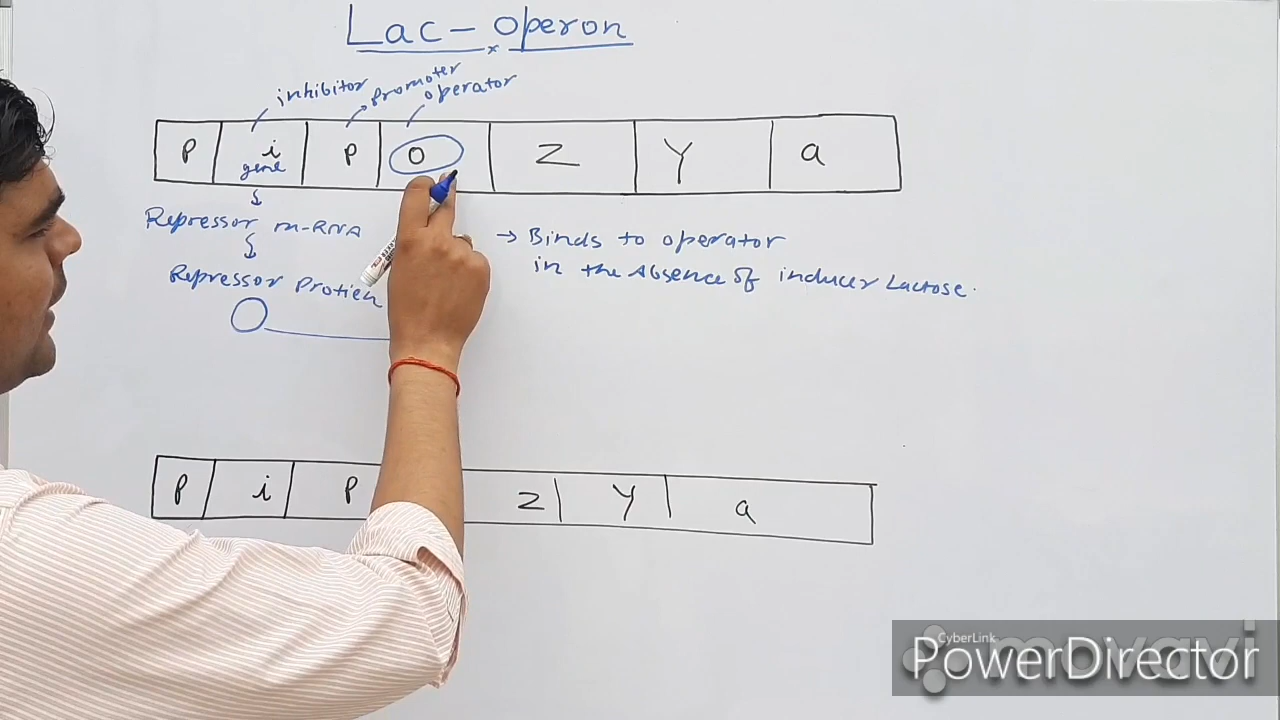 Lac - operon
inhibitor
promoter
operator
P i P O Z Y a
gene
Repressor m-RNA
Repressor Protien
→ Binds to operator
in the Absence of inducer Lactose.
P i P Z Y a
CyberLink
PowerDirector
movavi